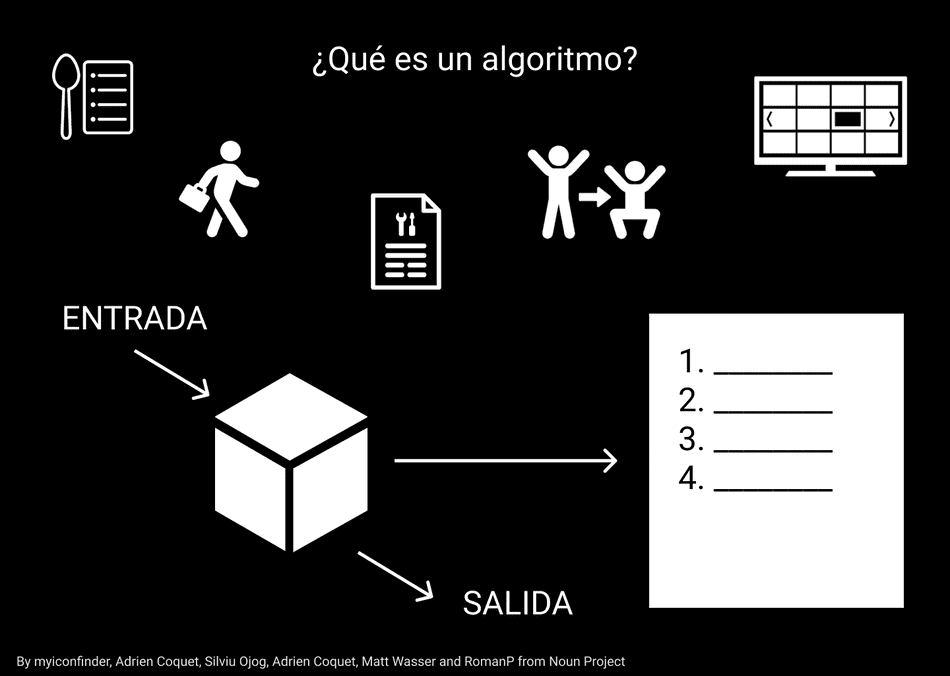 ¿Qué es un algoritmo?
ENTRADA
1. ________
2. ________
3. ________
4. ________
SALIDA
By myiconfinder, Adrien Coquet, Silviu Ojog, Adrien Coquet, Matt Wasser and RomanP from Noun Project